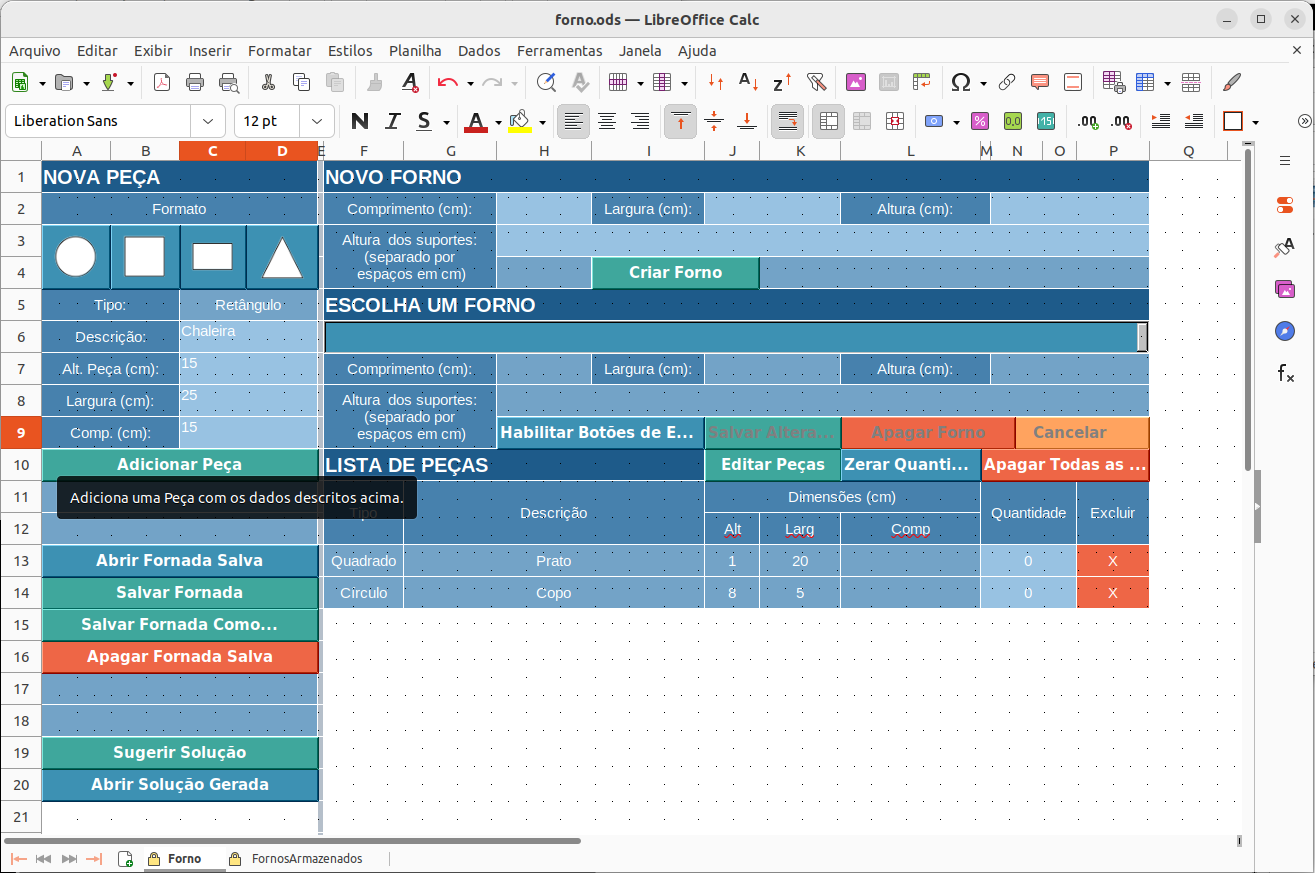 forno.ods — LibreOffice Calc
Arquivo Editar Exibir Inserir Formatar Estilos Planilha Dados Ferramentas Janela Ajuda
Liberation Sans 12 pt N I S A
A B C D E F G H I J K L M N O P Q
1 NOVA PEÇA NOVO FORNO
2 Formato Comprimento (cm): Largura (cm): Altura (cm):
3 Altura dos suportes:
(separado por
4 espaços em cm) Criar Forno
5 Tipo: Retângulo ESCOLHA UM FORNO
6 Descrição: Chaleira
7 Alt. Peça (cm): 15 Comprimento (cm): Largura (cm): Altura (cm):
8 Largura (cm): 25 Altura dos suportes:
(separado por
9 Comp. (cm): 15 espaços em cm) Habilitar Botões de E... Salvar Altera... Apagar Forno Cancelar
10 Adicionar Peça LISTA DE PEÇAS Editar Peças Zerar Quanti... Apagar Todas as ...
Adiciona uma Peça com os dados descritos acima.
11 Tipo Descrição Dimensões (cm) Quantidade Excluir
12 Alt Larg Comp
13 Abrir Fornada Salva Quadrado Prato 1 20 0 X
14 Salvar Fornada Círculo Copo 8 5 0 X
15 Salvar Fornada Como...
16 Apagar Fornada Salva
17
18
19 Sugerir Solução
20 Abrir Solução Gerada
21
Forno FornosArmazenados